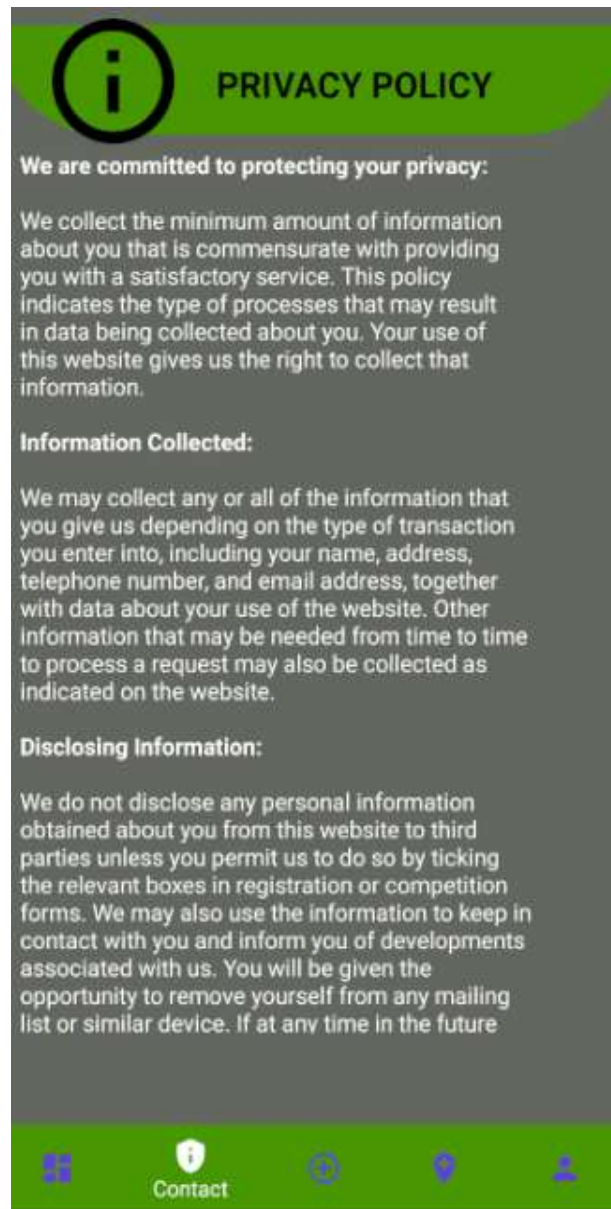 PRIVACY POLICY
We are committed to protecting your privacy:
We collect the minimum amount of information
about you that is commensurate with providing
you with a satisfactory service. This policy
indicates the type of processes that may result
in data being collected about you. Your use of
this website gives us the right to collect that
information.
Information Collected:
We may collect any or all of the information that
you give us depending on the type of transaction
you enter into, including your name, address,
telephone number, and email address, together
with data about your use of the website. Other
information that may be needed from time to time
to process a request may also be collected as
indicated on the website.
Disclosing Information:
We do not disclose any personal information
obtained about you from this website to third
parties unless you permit us to do so by ticking
the relevant boxes in registration or competition
forms. We may also use the information to keep in
contact with you and inform you of developments
associated with us. You will be given the
opportunity to remove yourself from any mailing
list or similar device. If at any time in the future
Contact